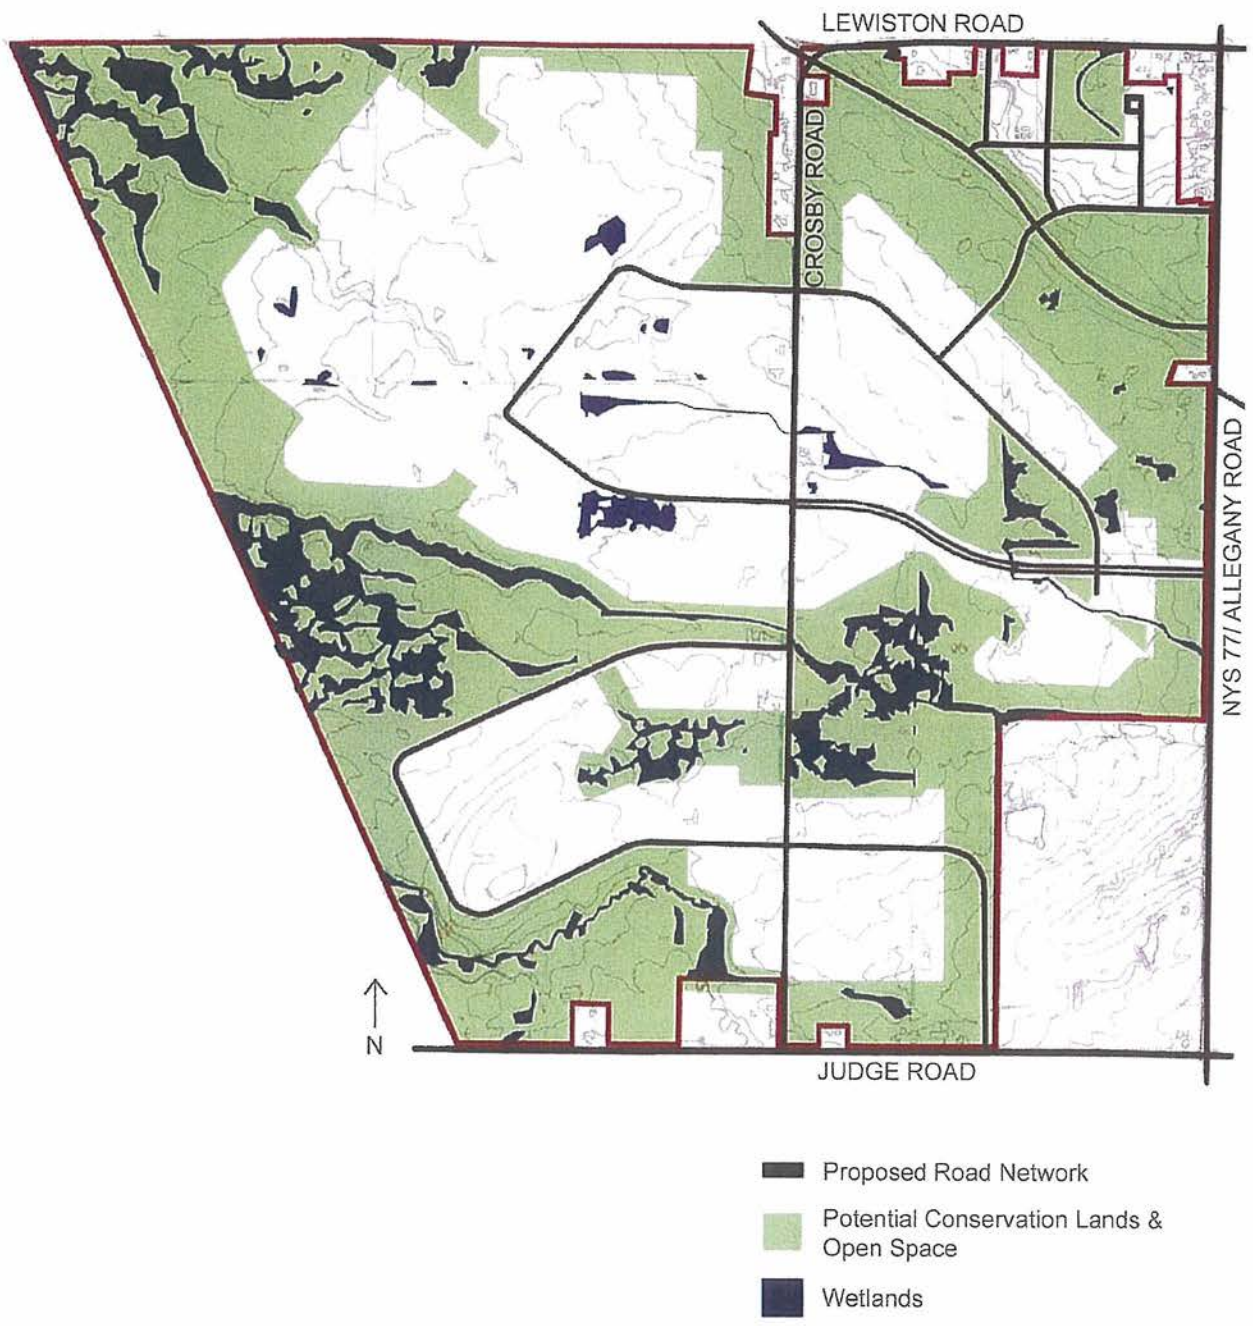 LEWISTON ROAD
CROSBY ROAD
NYS 77/ ALLEGANY ROAD
N
JUDGE ROAD
Proposed Road Network
Potential Conservation Lands &
Open Space
Wetlands